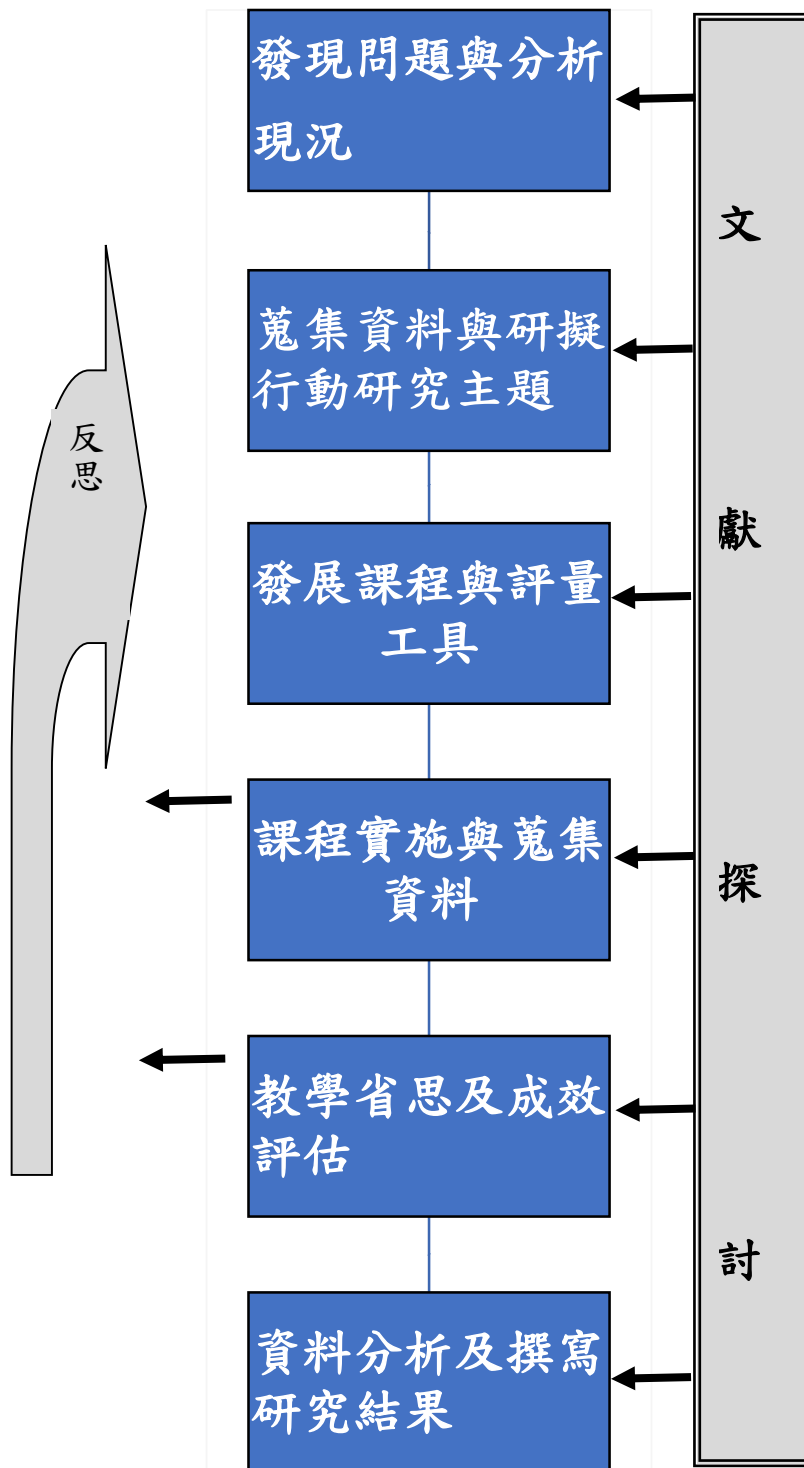 發現問題與分析
現況
蒐集資料與研擬
行動研究主題
發展課程與評量
工具
課程實施與蒐集
資料
教學省思及成效
評估
資料分析及撰寫
研究結果
反思
文獻探討